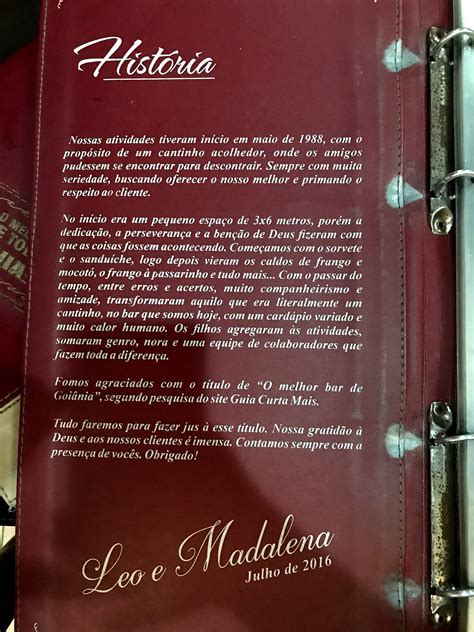 História
Nossas atividades tiveram início em maio de 1988, com o
propósito de um cantinho acolhedor, onde os amigos
pudessem se encontrar para descontrair. Sempre com muita
seriedade, buscando oferecer o nosso melhor e primando o
respeito ao cliente.
No início era um pequeno espaço de 3x6 metros, porém a
dedicação, a perseverança e a benção de Deus fizeram com
que as coisas fossem acontecendo. Começamos com o sorvete
e o sanduíche, logo depois vieram os caldos de frango e
mocotó, o frango à passarinho e tudo mais... Com o passar do
tempo, entre erros e acertos, muito companheirismo e
amizade, transformaram aquilo que era literalmente um
cantinho, no bar que somos hoje, com um cardápio variado e
muito calor humano. Os filhos agregaram às atividades,
somaram genro, nora e uma equipe de colaboradores que
fazem toda a diferença.
Fomos agraciados com o título de “O melhor bar de
Goiânia”, segundo pesquisa do site Guia Curta Mais.
Tudo faremos para fazer jus à esse título. Nossa gratidão à
Deus e aos nossos clientes é imensa. Contamos sempre com a
presença de vocês. Obrigado!
Leo e Madalena
Julho de 2016